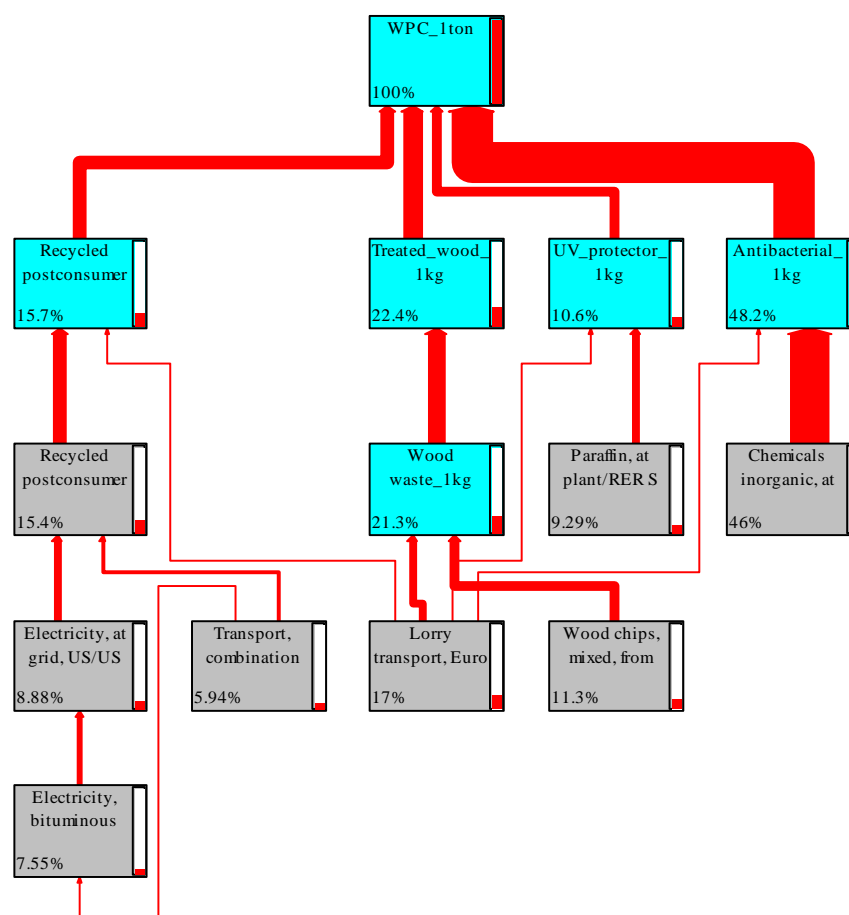 WPC_1ton
100%
Recycled
postconsumer
15.7%
Treated_wood_
1kg
22.4%
UV_protector_
1kg
10.6%
Antibacterial_
1kg
48.2%
Recycled
postconsumer
15.4%
Wood
waste_1kg
21.3%
Paraffin, at
plant/RER S
9.29%
Chemicals
inorganic, at
46%
Electricity, at
grid, US/US
8.88%
Transport,
combination
5.94%
Lorry
transport, Euro
17%
Wood chips,
mixed, from
11.3%
Electricity,
bituminous
7.55%